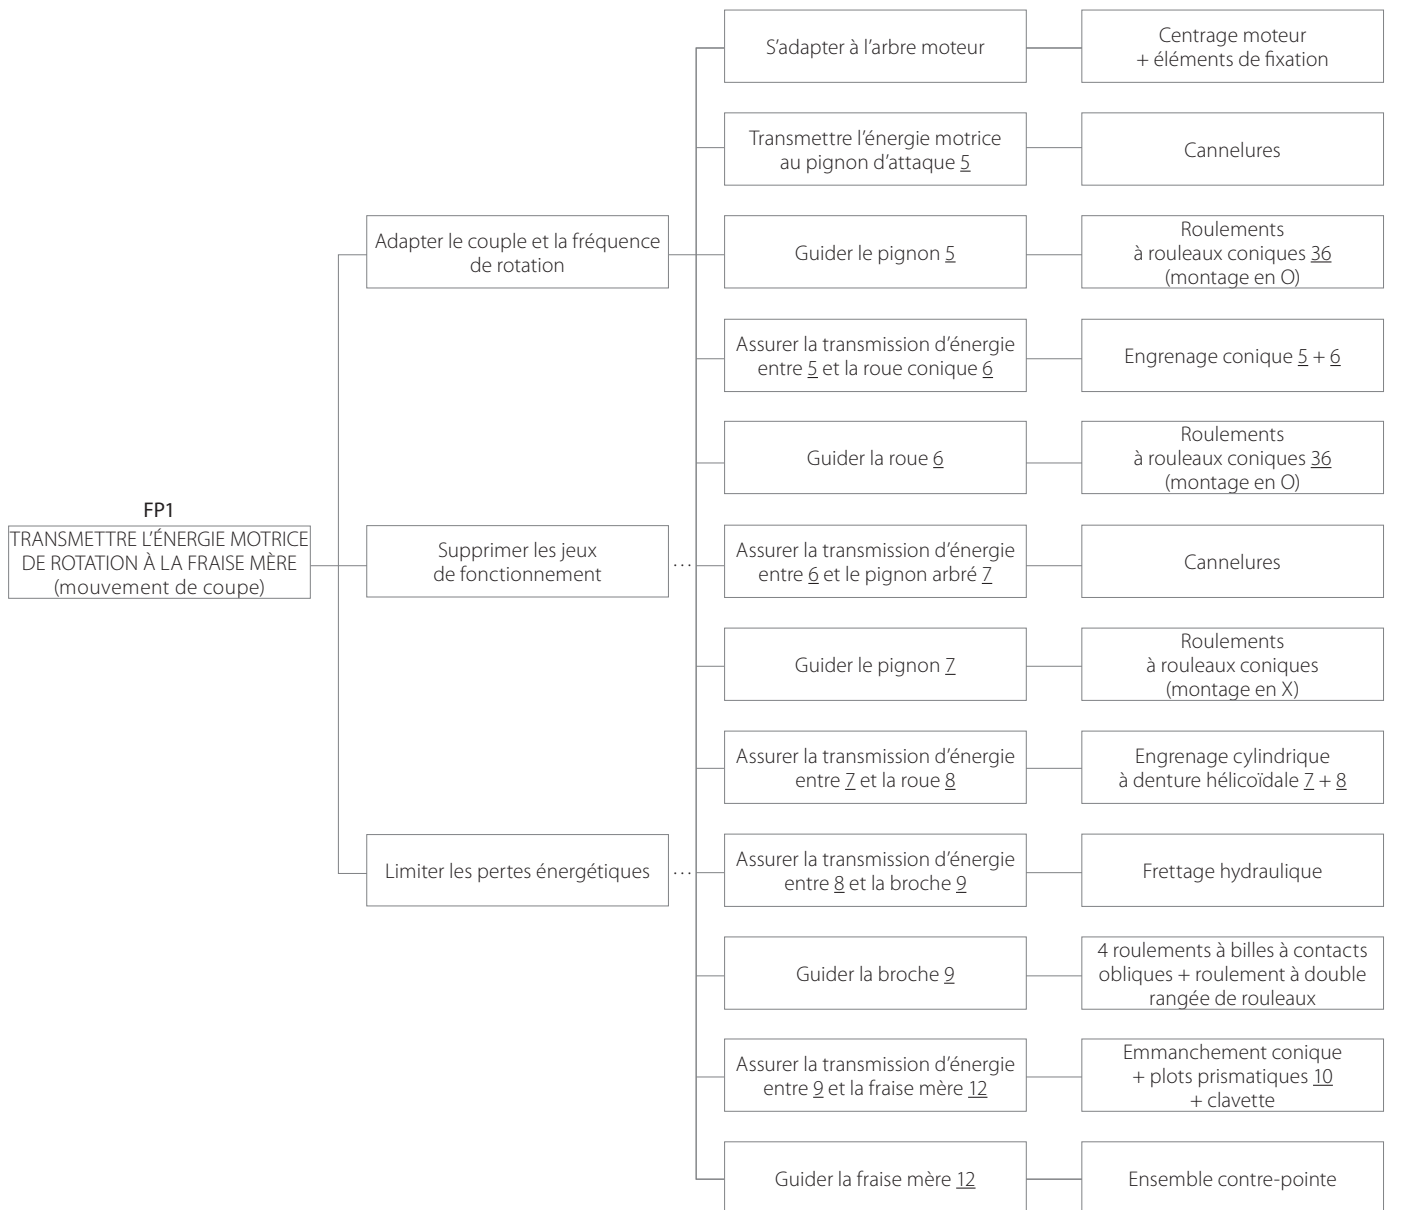 S’adapter à l’arbre moteur
Centrage moteur
+ éléments de fixation
Transmettre l’énergie motrice
au pignon d’attaque 5
Cannelures
Adapter le couple et la fréquence
de rotation
Guider le pignon 5
Roulements
à rouleaux coniques 36
(montage en O)
Assurer la transmission d’énergie
entre 5 et la roue conique 6
Engrenage conique 5 + 6
Guider la roue 6
Roulements
à rouleaux coniques 36
(montage en O)
FP1
TRANSMETTRE L’ÉNERGIE MOTRICE
DE ROTATION À LA FRAISE MÈRE
(mouvement de coupe)
Supprimer les jeux
de fonctionnement
...
Assurer la transmission d’énergie
entre 6 et le pignon arbré 7
Cannelures
Guider le pignon 7
Roulements
à rouleaux coniques
(montage en X)
Assurer la transmission d’énergie
entre 7 et la roue 8
Engrenage cylindrique
à denture hélicoïdale 7 + 8
Limiter les pertes énergétiques
...
Assurer la transmission d’énergie
entre 8 et la broche 9
Frettage hydraulique
Guider la broche 9
4 roulements à billes à contacts
obliques + roulement à double
rangée de rouleaux
Assurer la transmission d’énergie
entre 9 et la fraise mère 12
Emmanchement conique
+ plots prismatiques 10
+ clavette
Guider la fraise mère 12
Ensemble contre-pointe